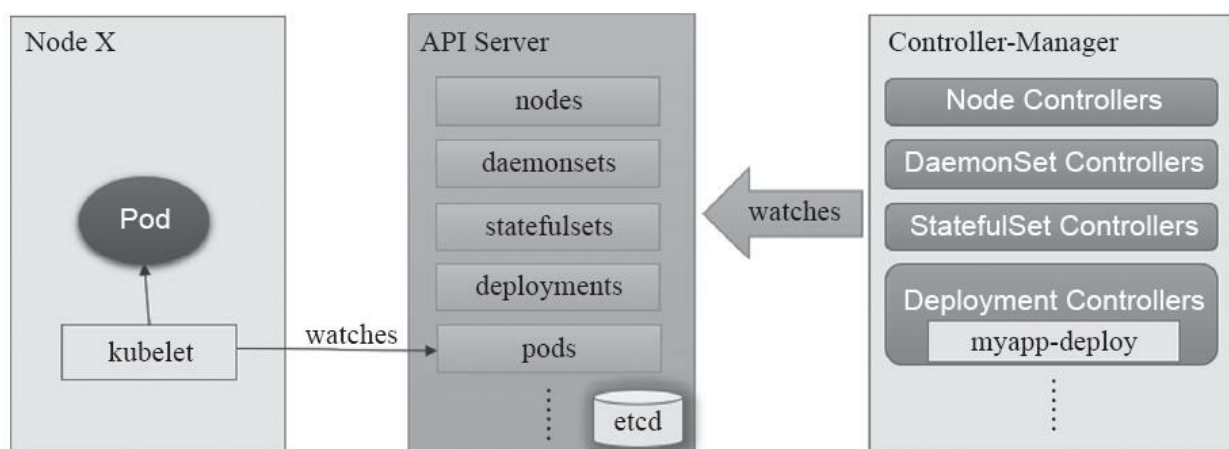 Node X
Pod
kubelet
watches
API Server
nodes
daemonsets
statefulsets
deployments
pods
etcd
watches
Controller-Manager
Node Controllers
DaemonSet Controllers
StatefulSet Controllers
Deployment Controllers
myapp-deploy